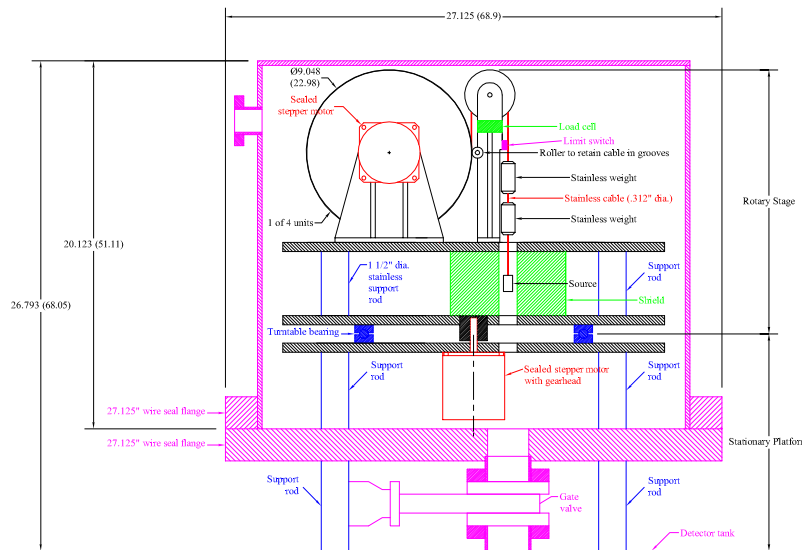 27.125 (68.9)
Ø9.048
(22.98)
Sealed
stepper motor
Load cell
Limit switch
Roller to retain cable in grooves
Stainless weight
Stainless cable (.312" dia.)
Rotary Stage
1 of 4 units
Stainless weight
20.123 (51.11)
1 1/2" dia.
stainless
support
rod
Support
rod
Source
Shield
26.793 (68.05)
Turntable bearing
Support
rod
Sealed stepper motor
with gearhead
Support
rod
27.125" wire seal flange
27.125" wire seal flange
Stationary Platform
Support
rod
Gate
valve
Support
rod
Detector tank